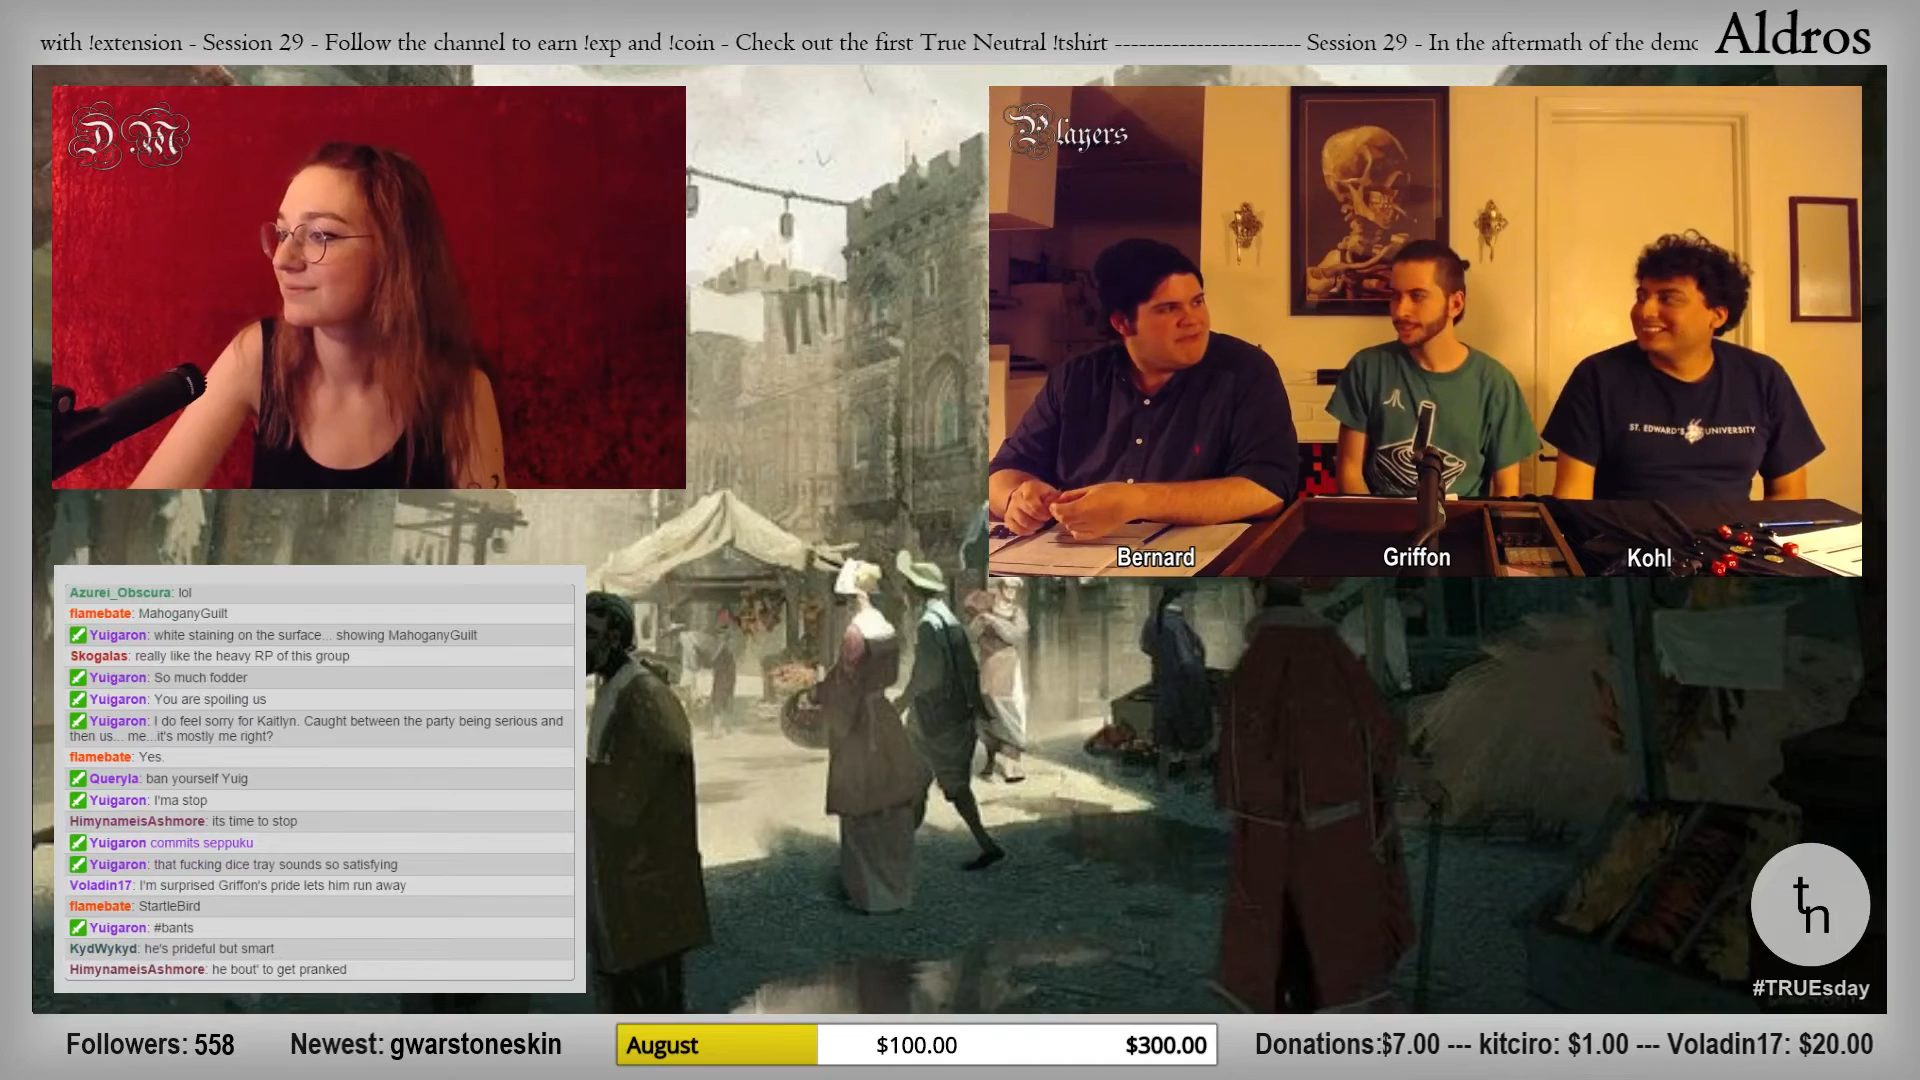 with !extension - Session 29 - Follow the channel to earn !exp and !coin - Check out the first True Neutral !tshirt ----------------------- Session 29 - In the aftermath of the demo
Aldros
D.M
Players
ST. EDWARD'S UNIVERSITY
Bernard
Griffon
Kohl
Azurei_Obscura: lol
flamebate: MahoganyGuilt
Yuigaron: white staining on the surface... showing MahoganyGuilt
Skogalas: really like the heavy RP of this group
Yuigaron: So much fodder
Yuigaron: You are spoiling us
Yuigaron: I do feel sorry for Kaitlyn. Caught between the party being serious and
then us... me...it's mostly me right?
flamebate: Yes.
Queryla: ban yourself Yuig
Yuigaron: I'ma stop
HimynameisAshmore: its time to stop
Yuigaron commits seppuku
Yuigaron: that fucking dice tray sounds so satisfying
Voladin17: I'm surprised Griffon's pride lets him run away
flamebate: StartleBird
Yuigaron: #bants
KydWykyd: he's prideful but smart
HimynameisAshmore: he bout' to get pranked
tn
#TRUEsday
Followers: 558
Newest: gwarstoneskin
August
$100.00
$300.00
Donations:$7.00 --- kitciro: $1.00 --- Voladin17: $20.00